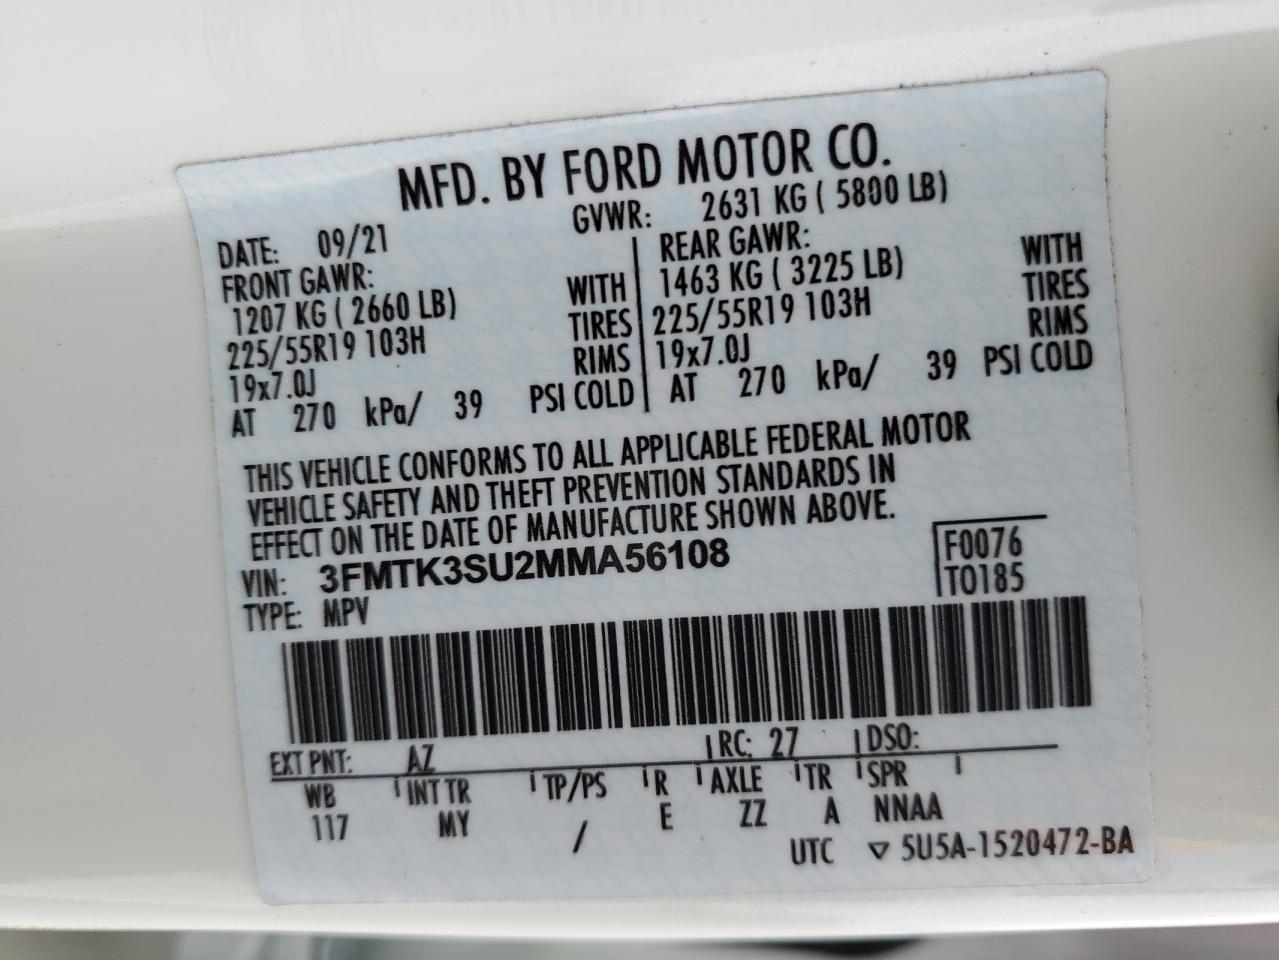 MFD. BY FORD MOTOR CO.
DATE: 09/21 GVWR: 2631 KG ( 5800 LB)
FRONT GAWR: REAR GAWR:
1207 KG ( 2660 LB) WITH 1463 KG ( 3225 LB) WITH
225/55R19 103H TIRES 225/55R19 103H TIRES
19x7.0J RIMS 19x7.0J RIMS
AT 270 kPa/ 39 PSI COLD AT 270 kPa/ 39 PSI COLD
THIS VEHICLE CONFORMS TO ALL APPLICABLE FEDERAL MOTOR
VEHICLE SAFETY AND THEFT PREVENTION STANDARDS IN
EFFECT ON THE DATE OF MANUFACTURE SHOWN ABOVE.
VIN: 3FMTK3SU2MMA56108 F0076
TYPE: MPV T0185
EXT PNT: AZ RC: 27 DSO:
WB INT TR TP/PS R AXLE TR SPR
117 MY / E ZZ A NNAA
UTC ▽ 5U5A-1520472-BA